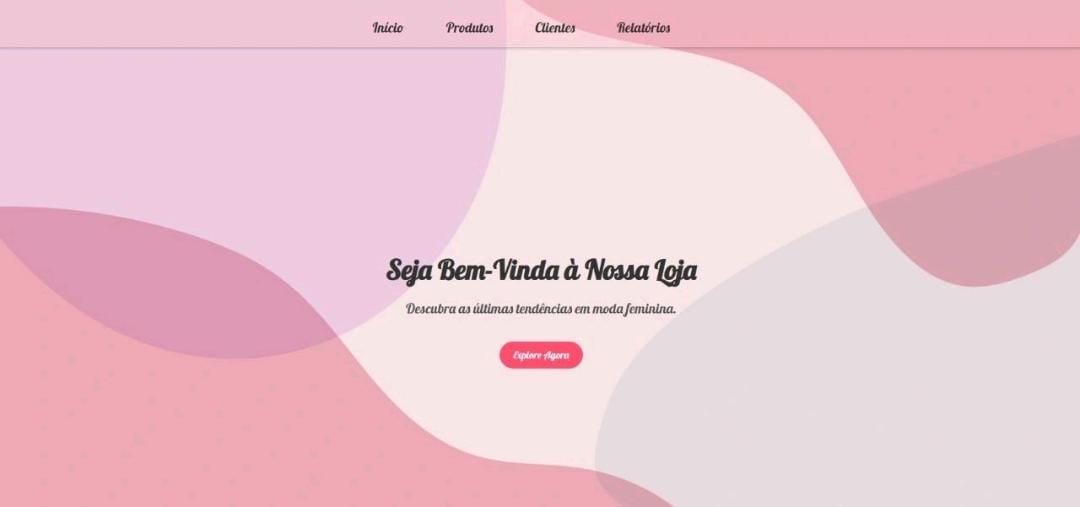 Início Produtos Clientes Relatórios
Seja Bem-Vinda à Nossa Loja
Descubra as últimas tendências em moda feminina.
Explore Agora